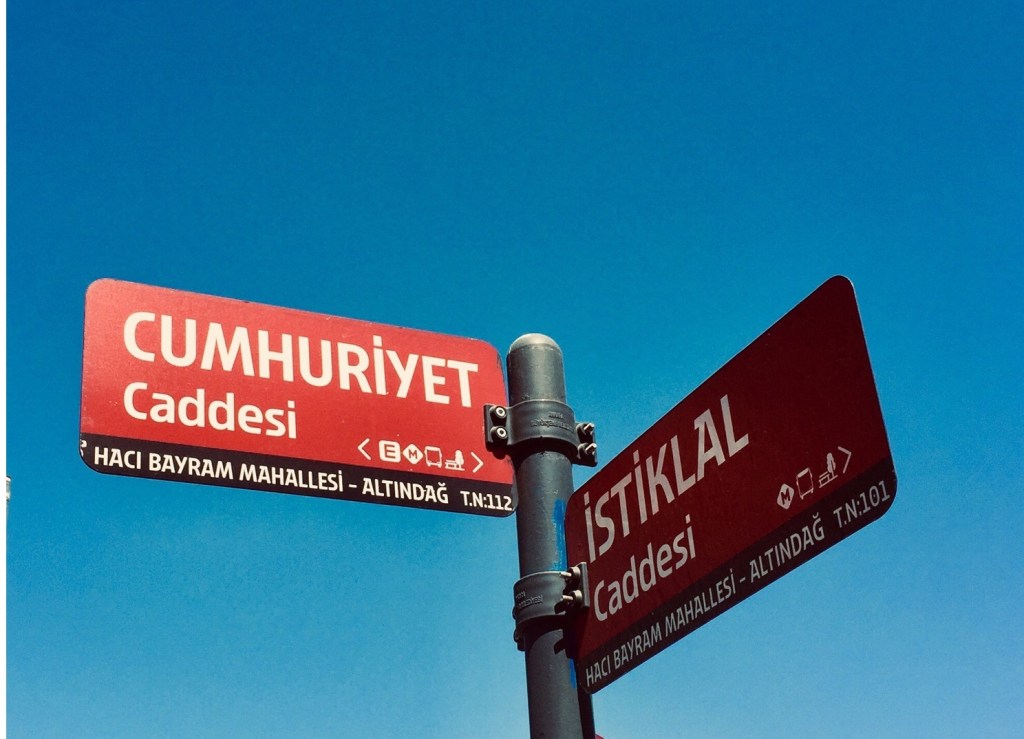 CUMHURİYET
Caddesi
< E M >
HACI BAYRAM MAHALLESİ - ALTINDAĞ T.N:112
İSTİKLAL
Caddesi
M >
HACI BAYRAM MAHALLESİ - ALTINDAĞ T.N:101